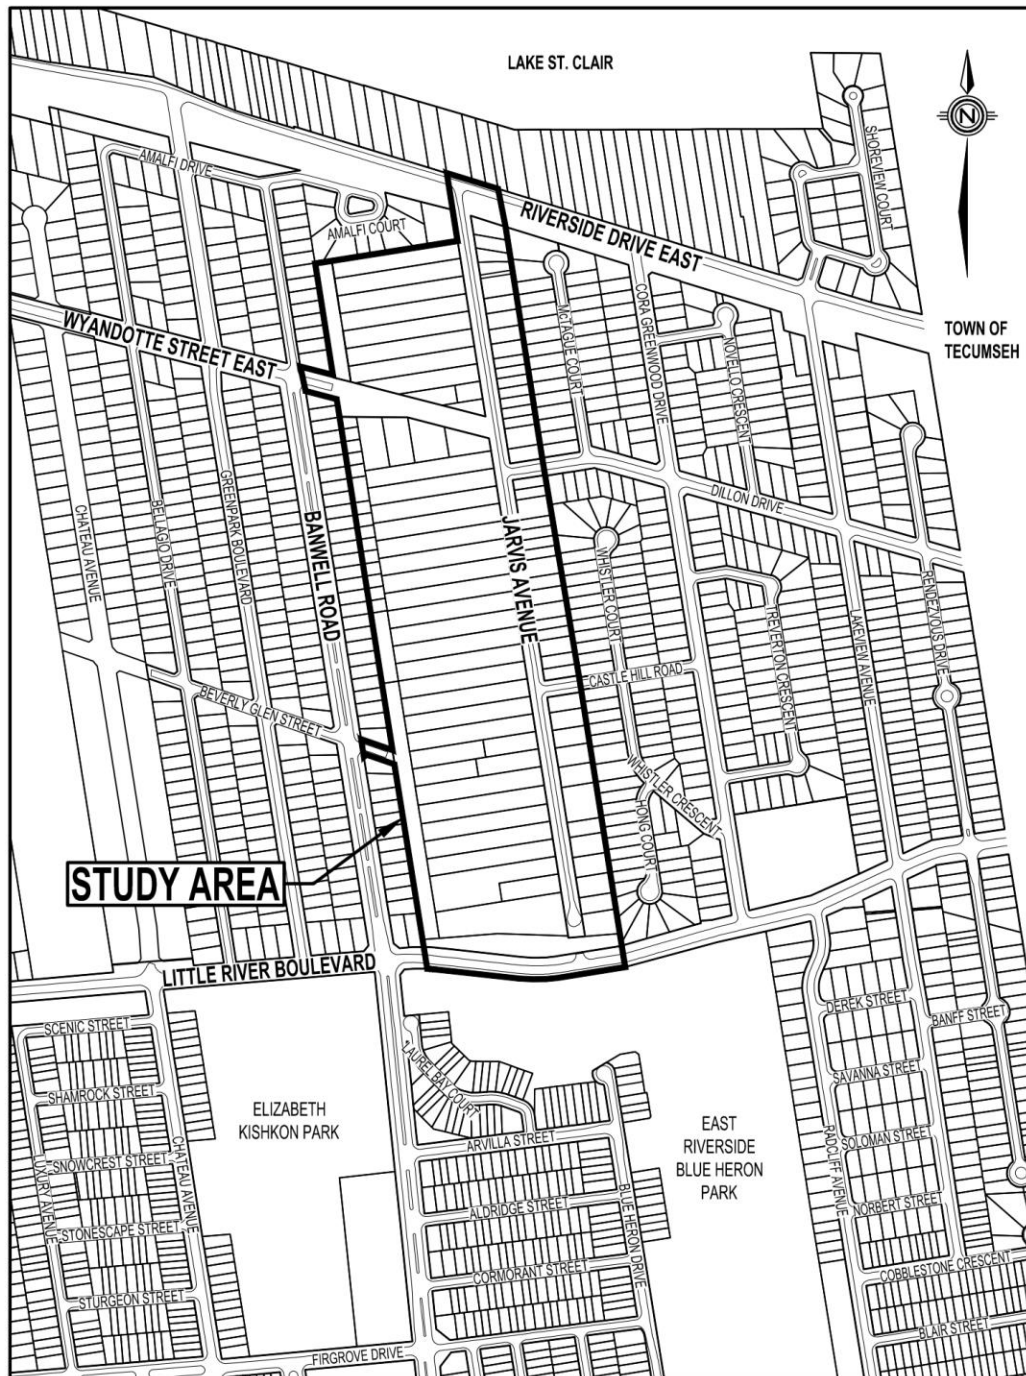 LAKE ST. CLAIR
N
SHOREVIEW COURT
AMALFI DRIVE
AMALFI COURT
RIVERSIDE DRIVE EAST
TOWN OF
TECUMSEH
WYANDOTTE STREET EAST
McTAGUE COURT
CORA GREENWOOD DRIVE
NOVELLO CRESCENT
CHATEAU AVENUE
BELLAGIO DRIVE
GREENPARK BOULEVARD
BANWELL ROAD
JARVIS AVENUE
DILLON DRIVE
WHISTLER COURT
TREVERTON CRESCENT
LAKEVIEW AVENUE
RENDEZVOUS DRIVE
CASTLE HILL ROAD
BEVERLY GLEN STREET
WHISTLER CRESCENT
HONG COURT
STUDY AREA
LITTLE RIVER BOULEVARD
SCENIC STREET
SHAMROCK STREET
SNOWCREST STREET
STONESCAPE STREET
STURGEON STREET
LUXURY AVENUE
CHATEAU AVENUE
ELIZABETH
KISHKON PARK
LAUREL BAY COURT
ARVILLA STREET
ALDRIDGE STREET
CORMORANT STREET
BLUE HERON DRIVE
FIRGROVE DRIVE
EAST
RIVERSIDE
BLUE HERON
PARK
RADCLIFF AVENUE
DEREK STREET
BANFF STREET
SAVANNA STREET
SOLOMAN STREET
NORBERT STREET
COBBLESTONE CRESCENT
BLAIR STREET